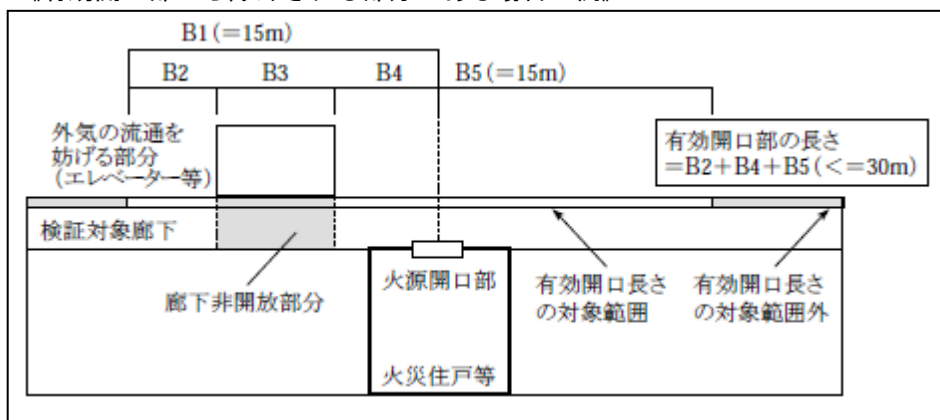 B1(=15m)
B2
B3
B4
B5(=15m)
外気の流通を
妨げる部分
(エレベーター等)
有効開口部の長さ
=B2+B4+B5(<=30m)
検証対象廊下
廊下非開放部分
火源開口部
有効開口長さ
の対象範囲
有効開口長さ
の対象範囲外
火災住戸等